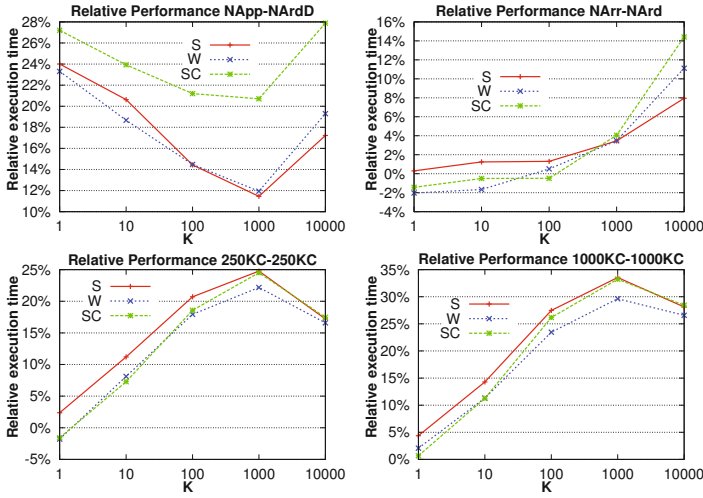 Relative Performance NApp-NArdD
Relative execution time
28%
26%
24%
22%
20%
18%
16%
14%
12%
10%
S
W
SC
1
10
100
1000
10000
K
Relative Performance NArr-NArd
Relative execution time
16%
14%
12%
10%
8%
6%
4%
2%
0%
-2%
-4%
S
W
SC
1
10
100
1000
10000
K
Relative Performance 250KC-250KC
Relative execution time
25%
20%
15%
10%
5%
0%
-5%
S
W
SC
1
10
100
1000
10000
K
Relative Performance 1000KC-1000KC
Relative execution time
35%
30%
25%
20%
15%
10%
5%
0%
S
W
SC
1
10
100
1000
10000
K